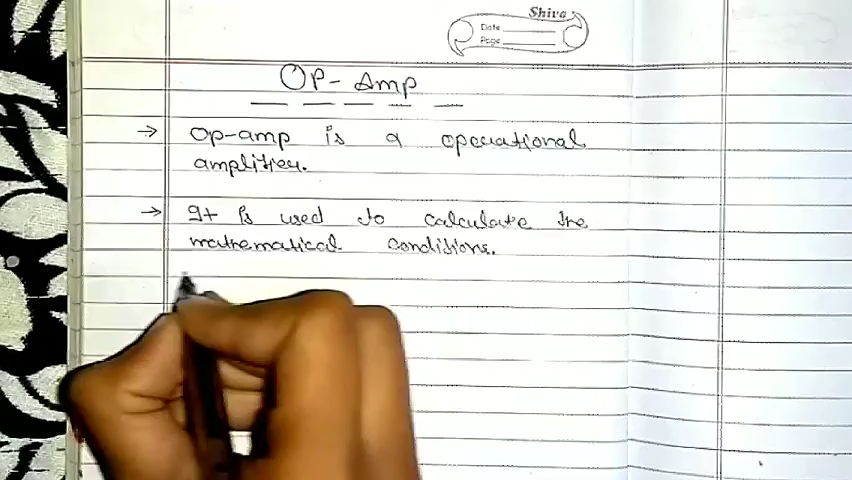 Shiva
Date
Page
Op-Amp
→ Op-amp is a operational
amplifier.
→ It is used to calculate the
mathematical conditions.